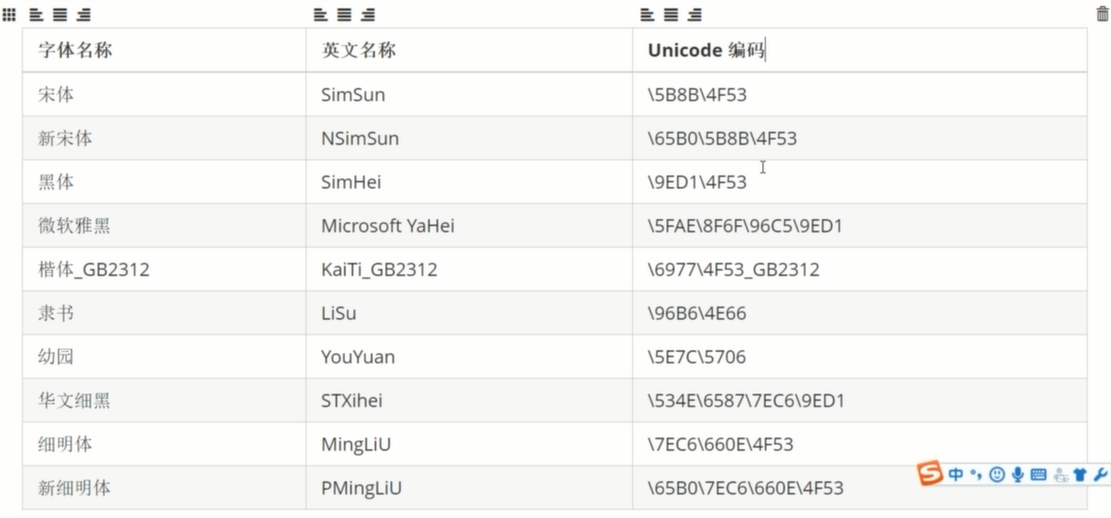 字体名称 英文名称 Unicode 编码
宋体 SimSun \5B8B\4F53
新宋体 NSimSun \65B0\5B8B\4F53
黑体 SimHei \9ED1\4F53
微软雅黑 Microsoft YaHei \5FAE\8F6F\96C5\9ED1
楷体_GB2312 KaiTi_GB2312 \6977\4F53_GB2312
隶书 LiSu \96B6\4E66
幼园 YouYuan \5E7C\5706
华文细黑 STXihei \534E\6587\7EC6\9ED1
细明体 MingLiU \7EC6\660E\4F53
新细明体 PMingLiU \65B0\7EC6\660E\4F53
中